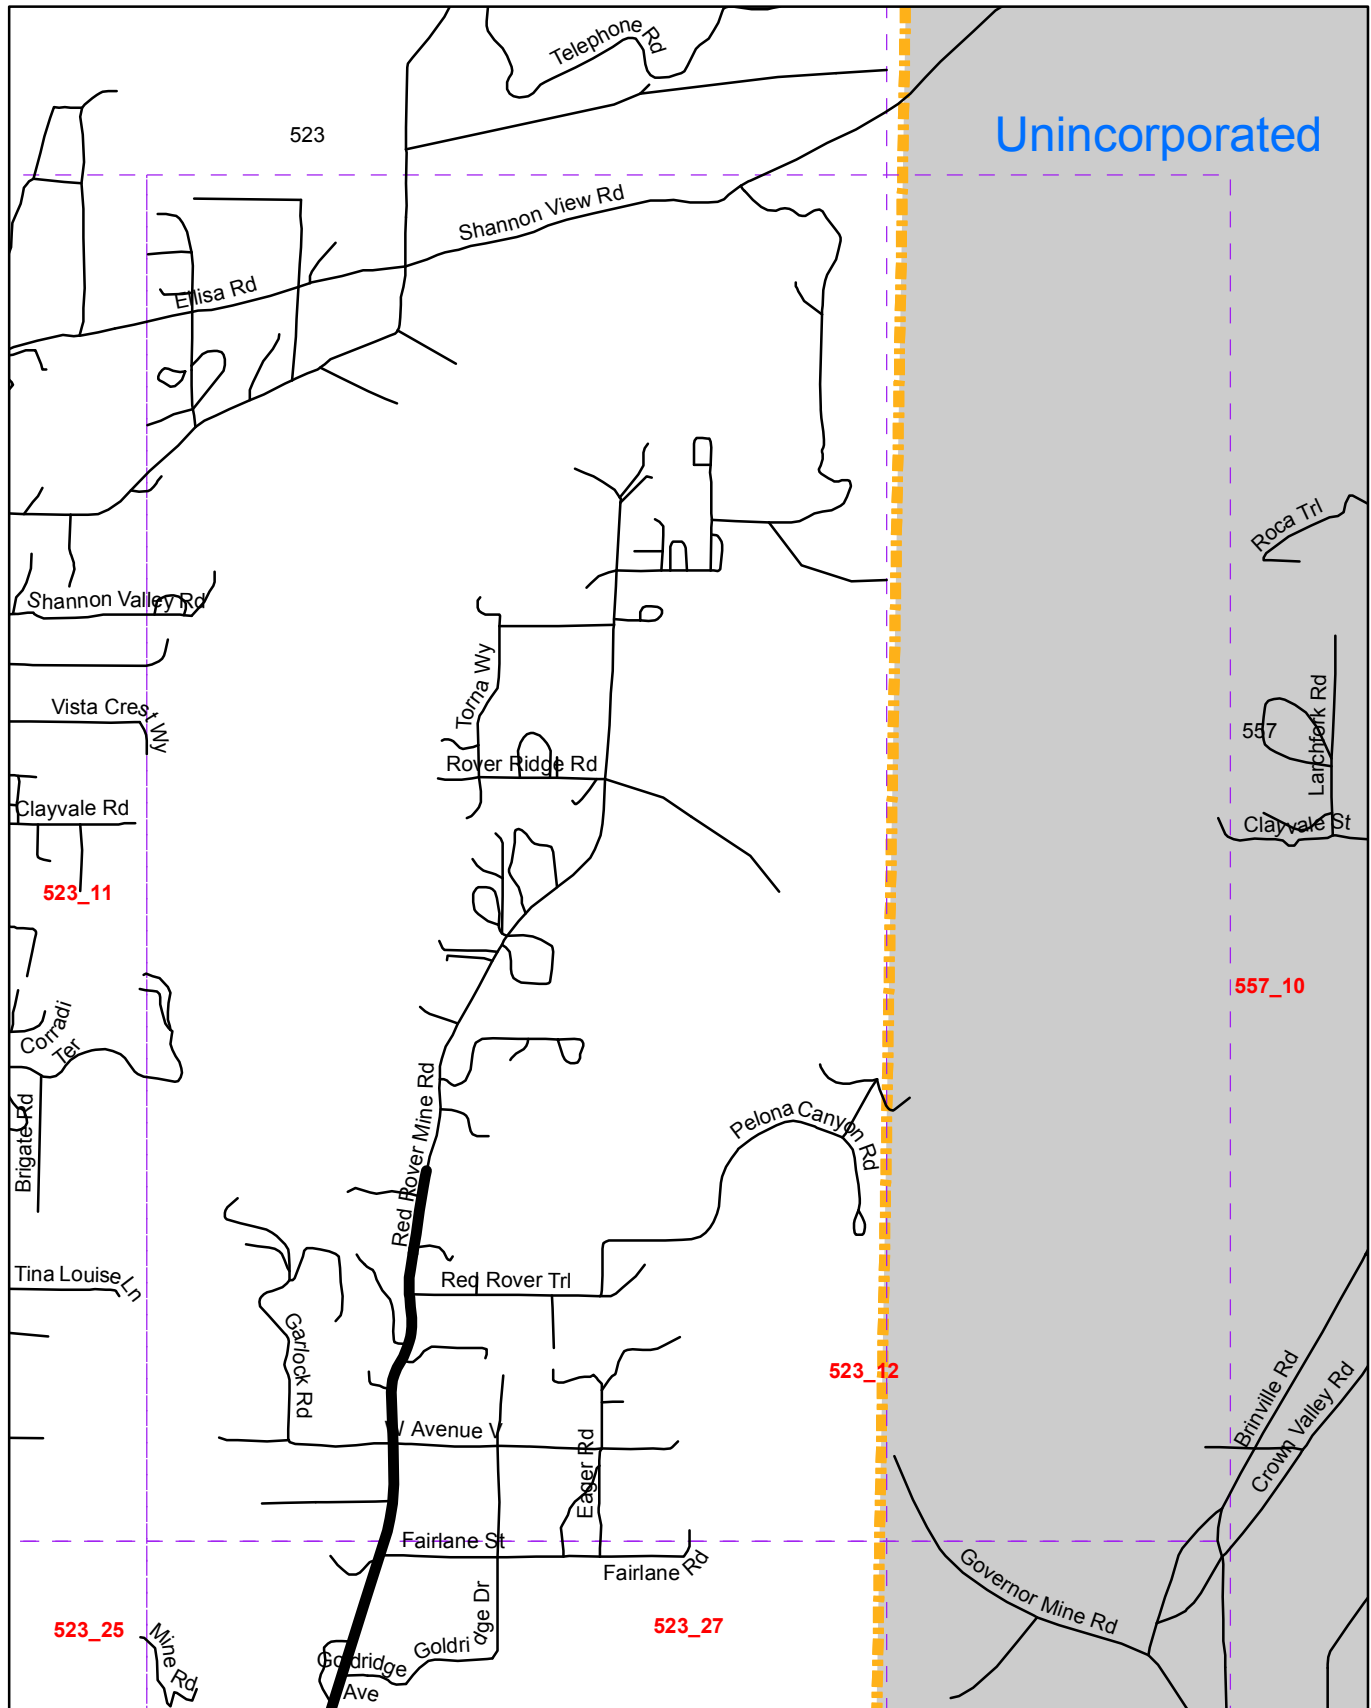 Telephone Rd
523
Unincorporated
Shannon View Rd
Ellisa Rd
Roca Trl
Shannon Valley Rd
Torna Wy
Vista Crest Wy
557
Larchfork Rd
Rover Ridge Rd
Clayvale Rd
Clayvale St
523_11
557_10
Corradi
Ter
Brigate Rd
Red Rover Mine Rd
Pelona Canyon Rd
Tina Louise Ln
Red Rover Trl
Garlock Rd
523_12
Brinville Rd
Crown Valley Rd
W Avenue V
Eager Rd
Fairlane St
Fairlane Rd
Governor Mine Rd
523_25
523_27
Mine Rd
Goldridge Dr
Goldridge
Ave